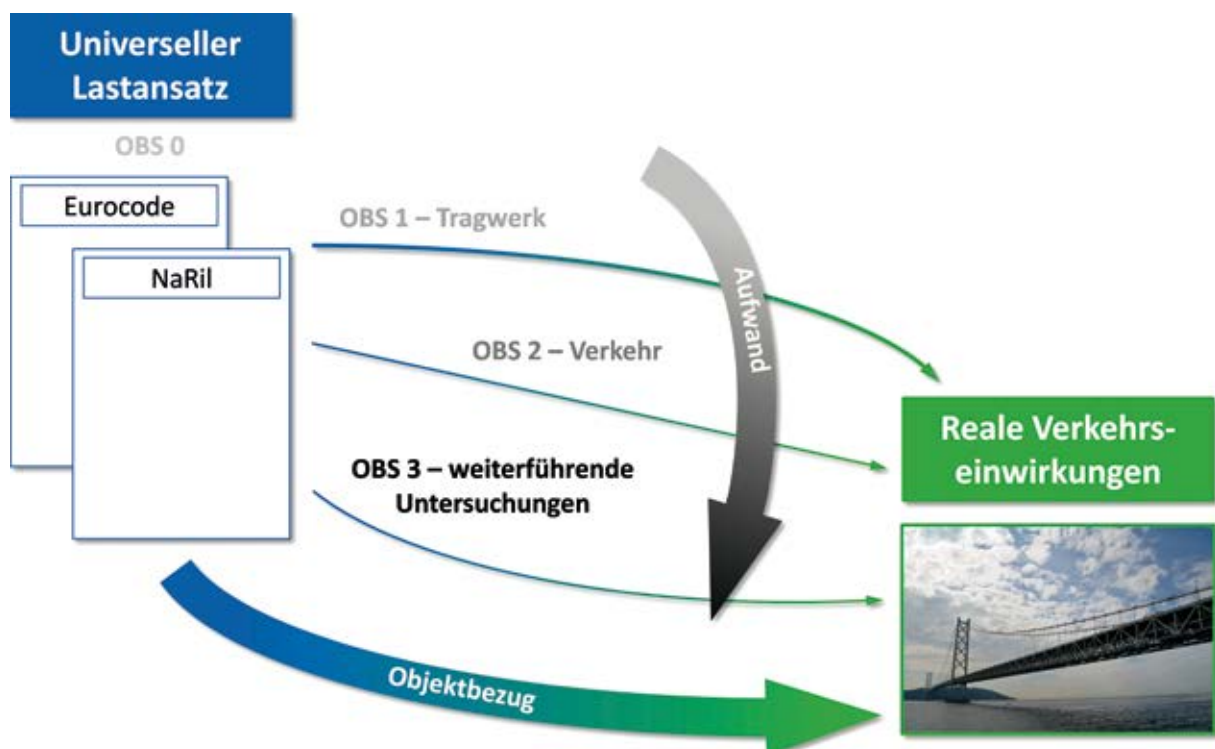 Universeller
Lastansatz
OBS 0
Eurocode
NaRil
OBS 1 – Tragwerk
OBS 2 – Verkehr
OBS 3 – weiterführende
Untersuchungen
Aufwand
Reale Verkehrs-
einwirkungen
Objektbezug